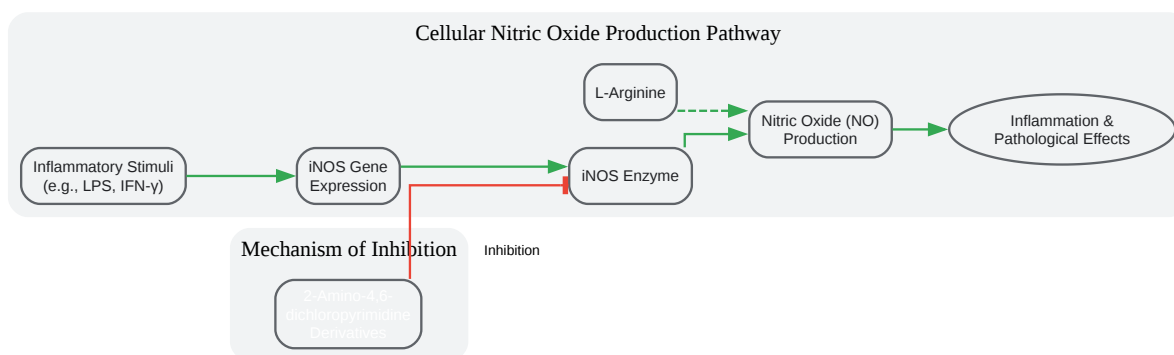 Cellular Nitric Oxide Production Pathway
L-Arginine
Nitric Oxide (NO)
Production
Inflammation &
Pathological Effects
Inflammatory Stimuli
(e.g., LPS, IFN-γ)
iNOS Gene
Expression
iNOS Enzyme
Mechanism of Inhibition
Inhibition
2-Amino-4,6-
dichloropyrimidine
Derivatives